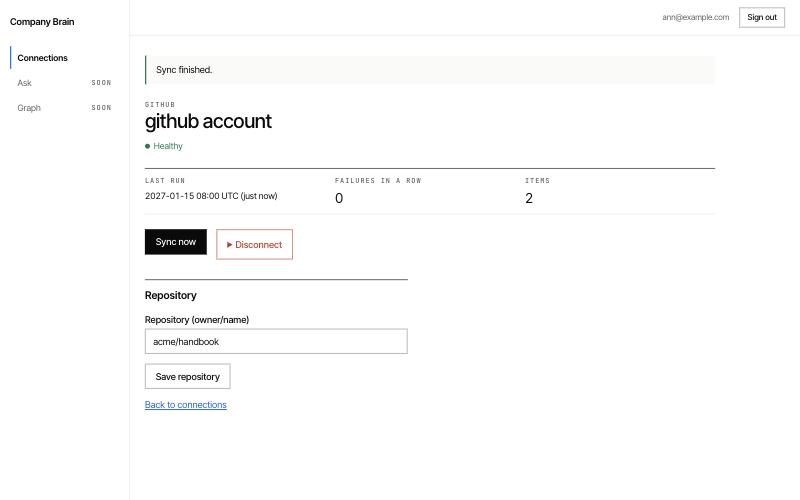 Company Brain
ann@example.com
Sign out
Connections
Ask SOON
Graph SOON
Sync finished.
GITHUB
github account
Healthy
LAST RUN FAILURES IN A ROW ITEMS
2027-01-15 08:00 UTC (just now) 0 2
Sync now Disconnect
Repository
Repository (owner/name)
acme/handbook
Save repository
Back to connections